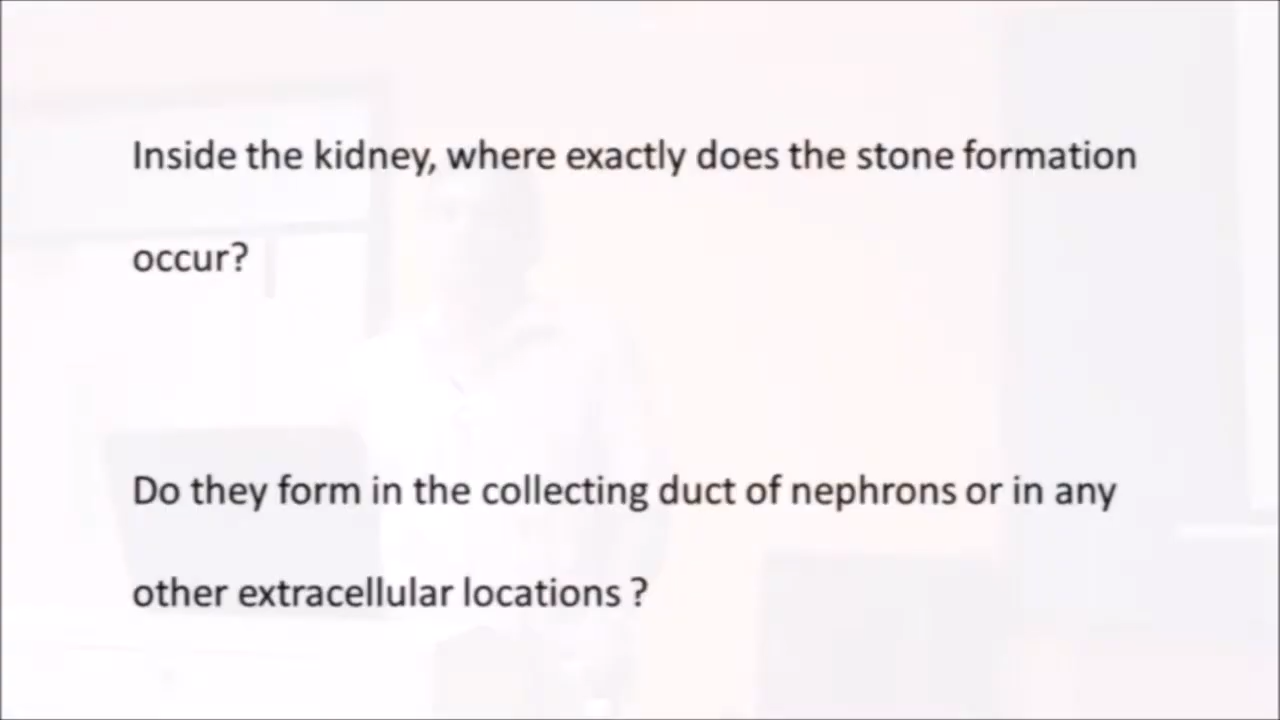 Inside the kidney, where exactly does the stone formation
occur?
Do they form in the collecting duct of nephrons or in any
other extracellular locations ?